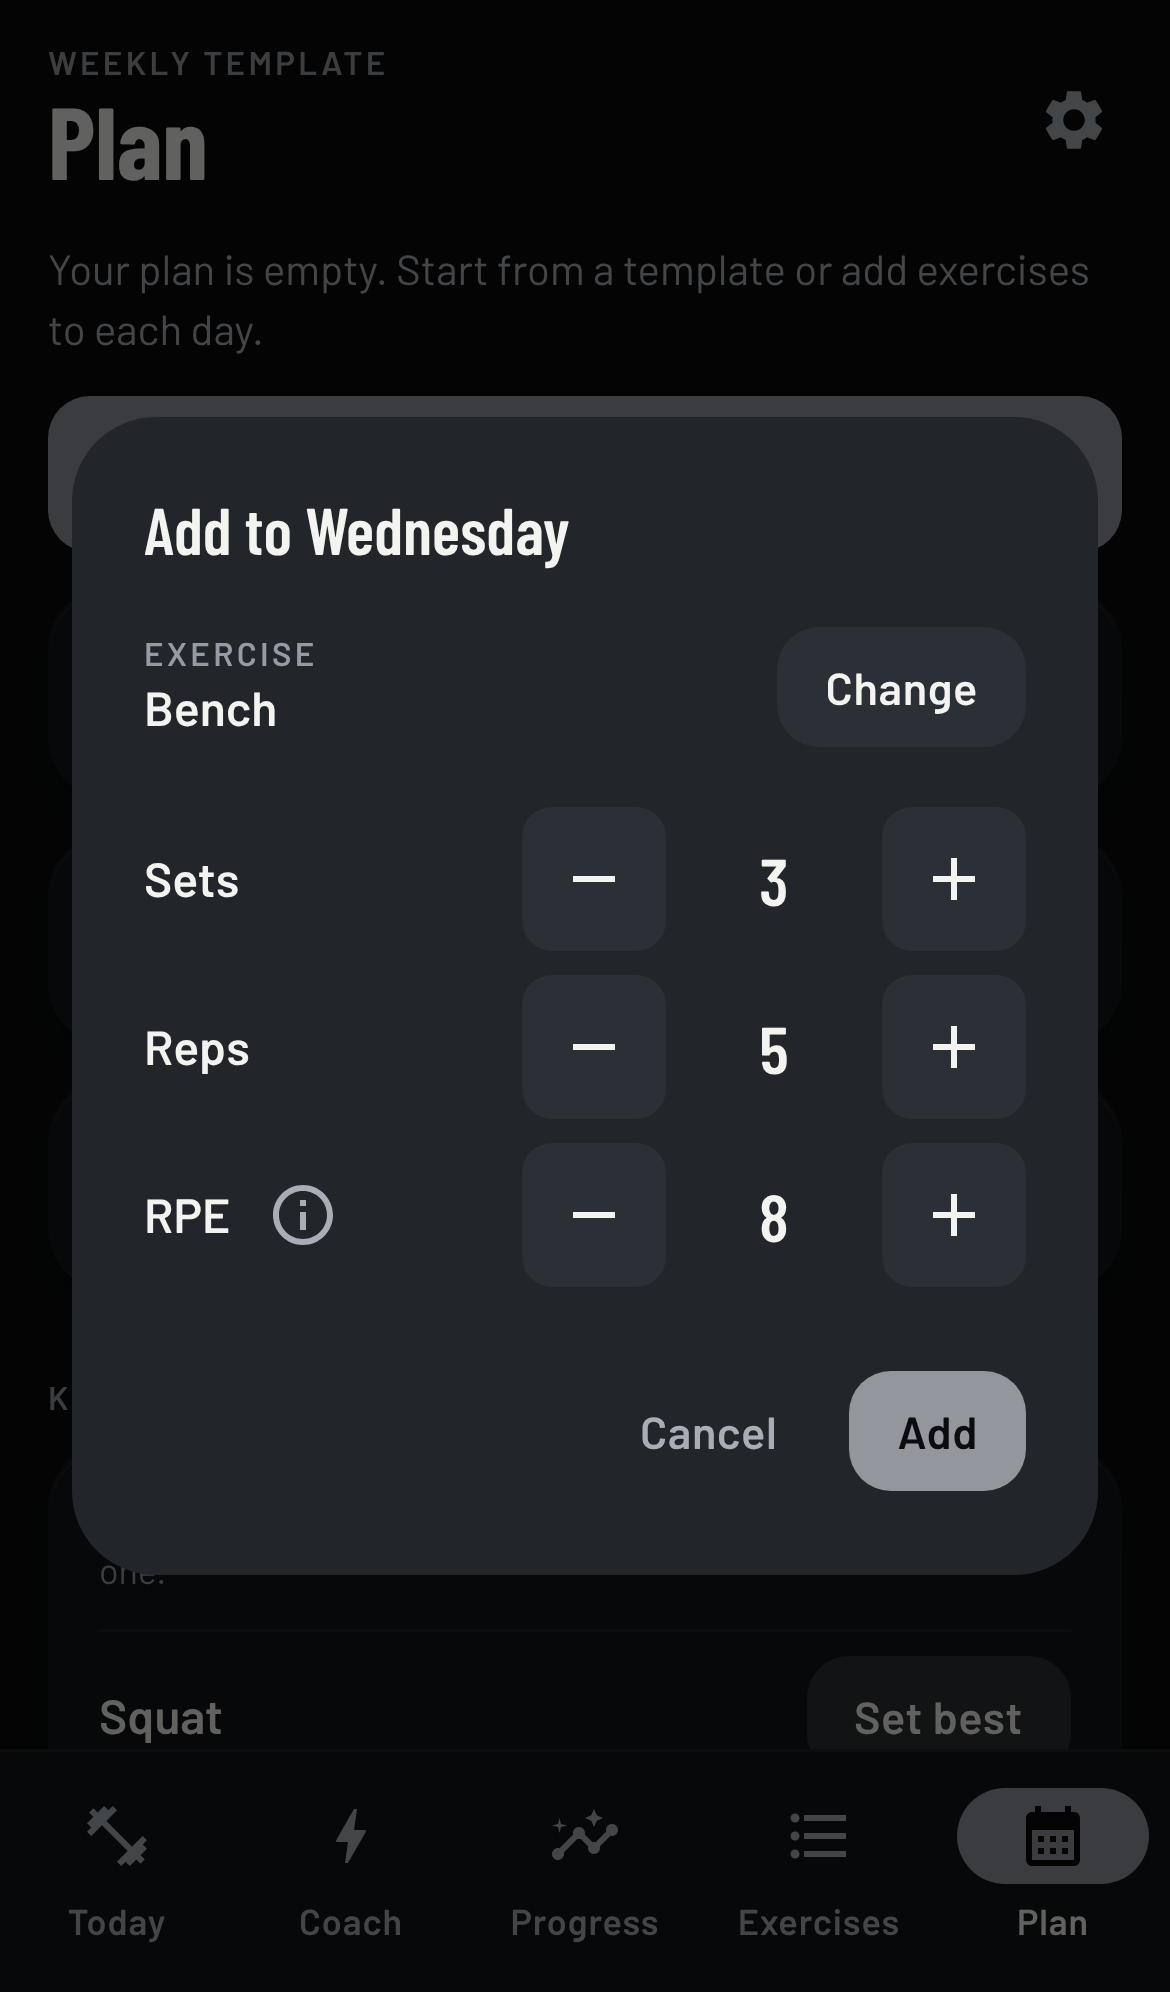 WEEKLY TEMPLATE
Plan
Your plan is empty. Start from a template or add exercises
to each day.
Add to Wednesday
EXERCISE
Bench
Change
Sets
3
Reps
5
RPE
8
K
Cancel
Add
one.
Squat
Set best
Today
Coach
Progress
Exercises
Plan